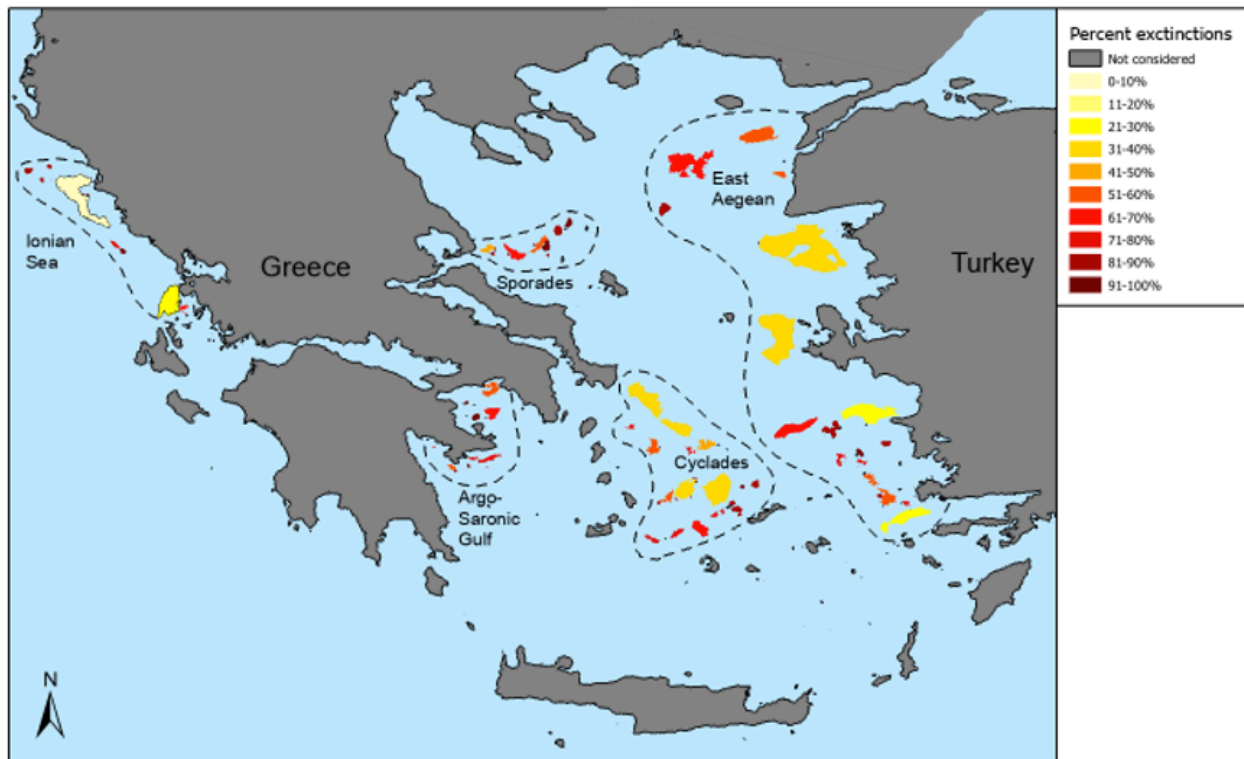 Percent exctinctions
Not considered
0-10%
11-20%
21-30%
31-40%
41-50%
51-60%
61-70%
71-80%
81-90%
91-100%
East
Aegean
Ionian
Sea
Greece
Sporades
Turkey
Cyclades
Argo-
Saronic
Gulf
N